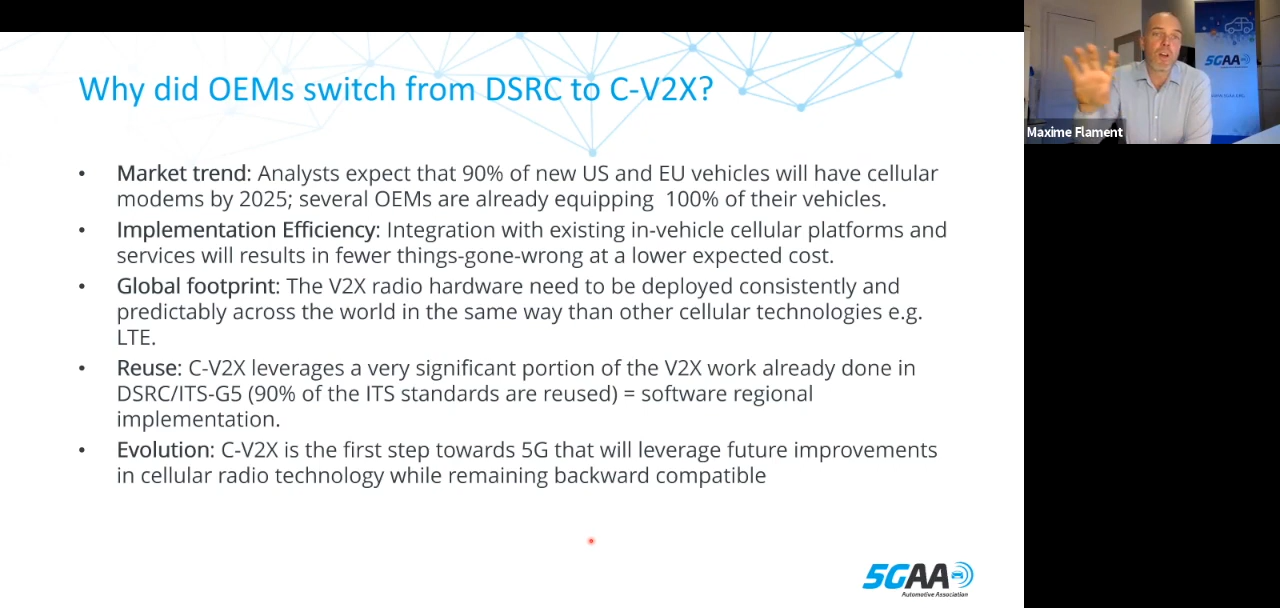 Why did OEMs switch from DSRC to C-V2X?
• Market trend: Analysts expect that 90% of new US and EU vehicles will have cellular
modems by 2025; several OEMs are already equipping  100% of their vehicles.
• Implementation Efficiency: Integration with existing in-vehicle cellular platforms and
services will results in fewer things-gone-wrong at a lower expected cost.
• Global footprint: The V2X radio hardware need to be deployed consistently and
predictably across the world in the same way than other cellular technologies e.g.
LTE.
• Reuse: C-V2X leverages a very significant portion of the V2X work already done in
DSRC/ITS-G5 (90% of the ITS standards are reused) = software regional
implementation.
• Evolution: C-V2X is the first step towards 5G that will leverage future improvements
in cellular radio technology while remaining backward compatible
5GAA
Automotive Association
5GAA
Maxime Flament